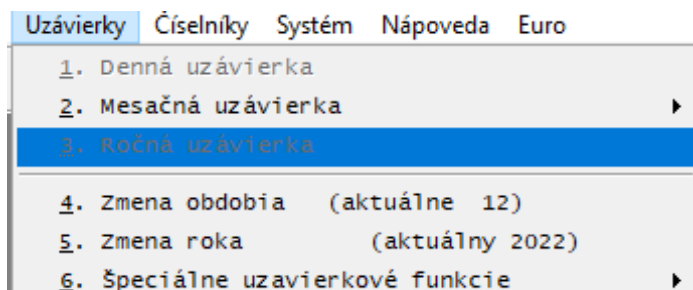 Uzávierky Číselníky Systém Nápoveda Euro
1. Denná uzávierka
2. Mesačná uzávierka
3. Ročná uzávierka
4. Zmena obdobia (aktuálne 12)
5. Zmena roka (aktuálny 2022)
6. Špeciálne uzavierkové funkcie